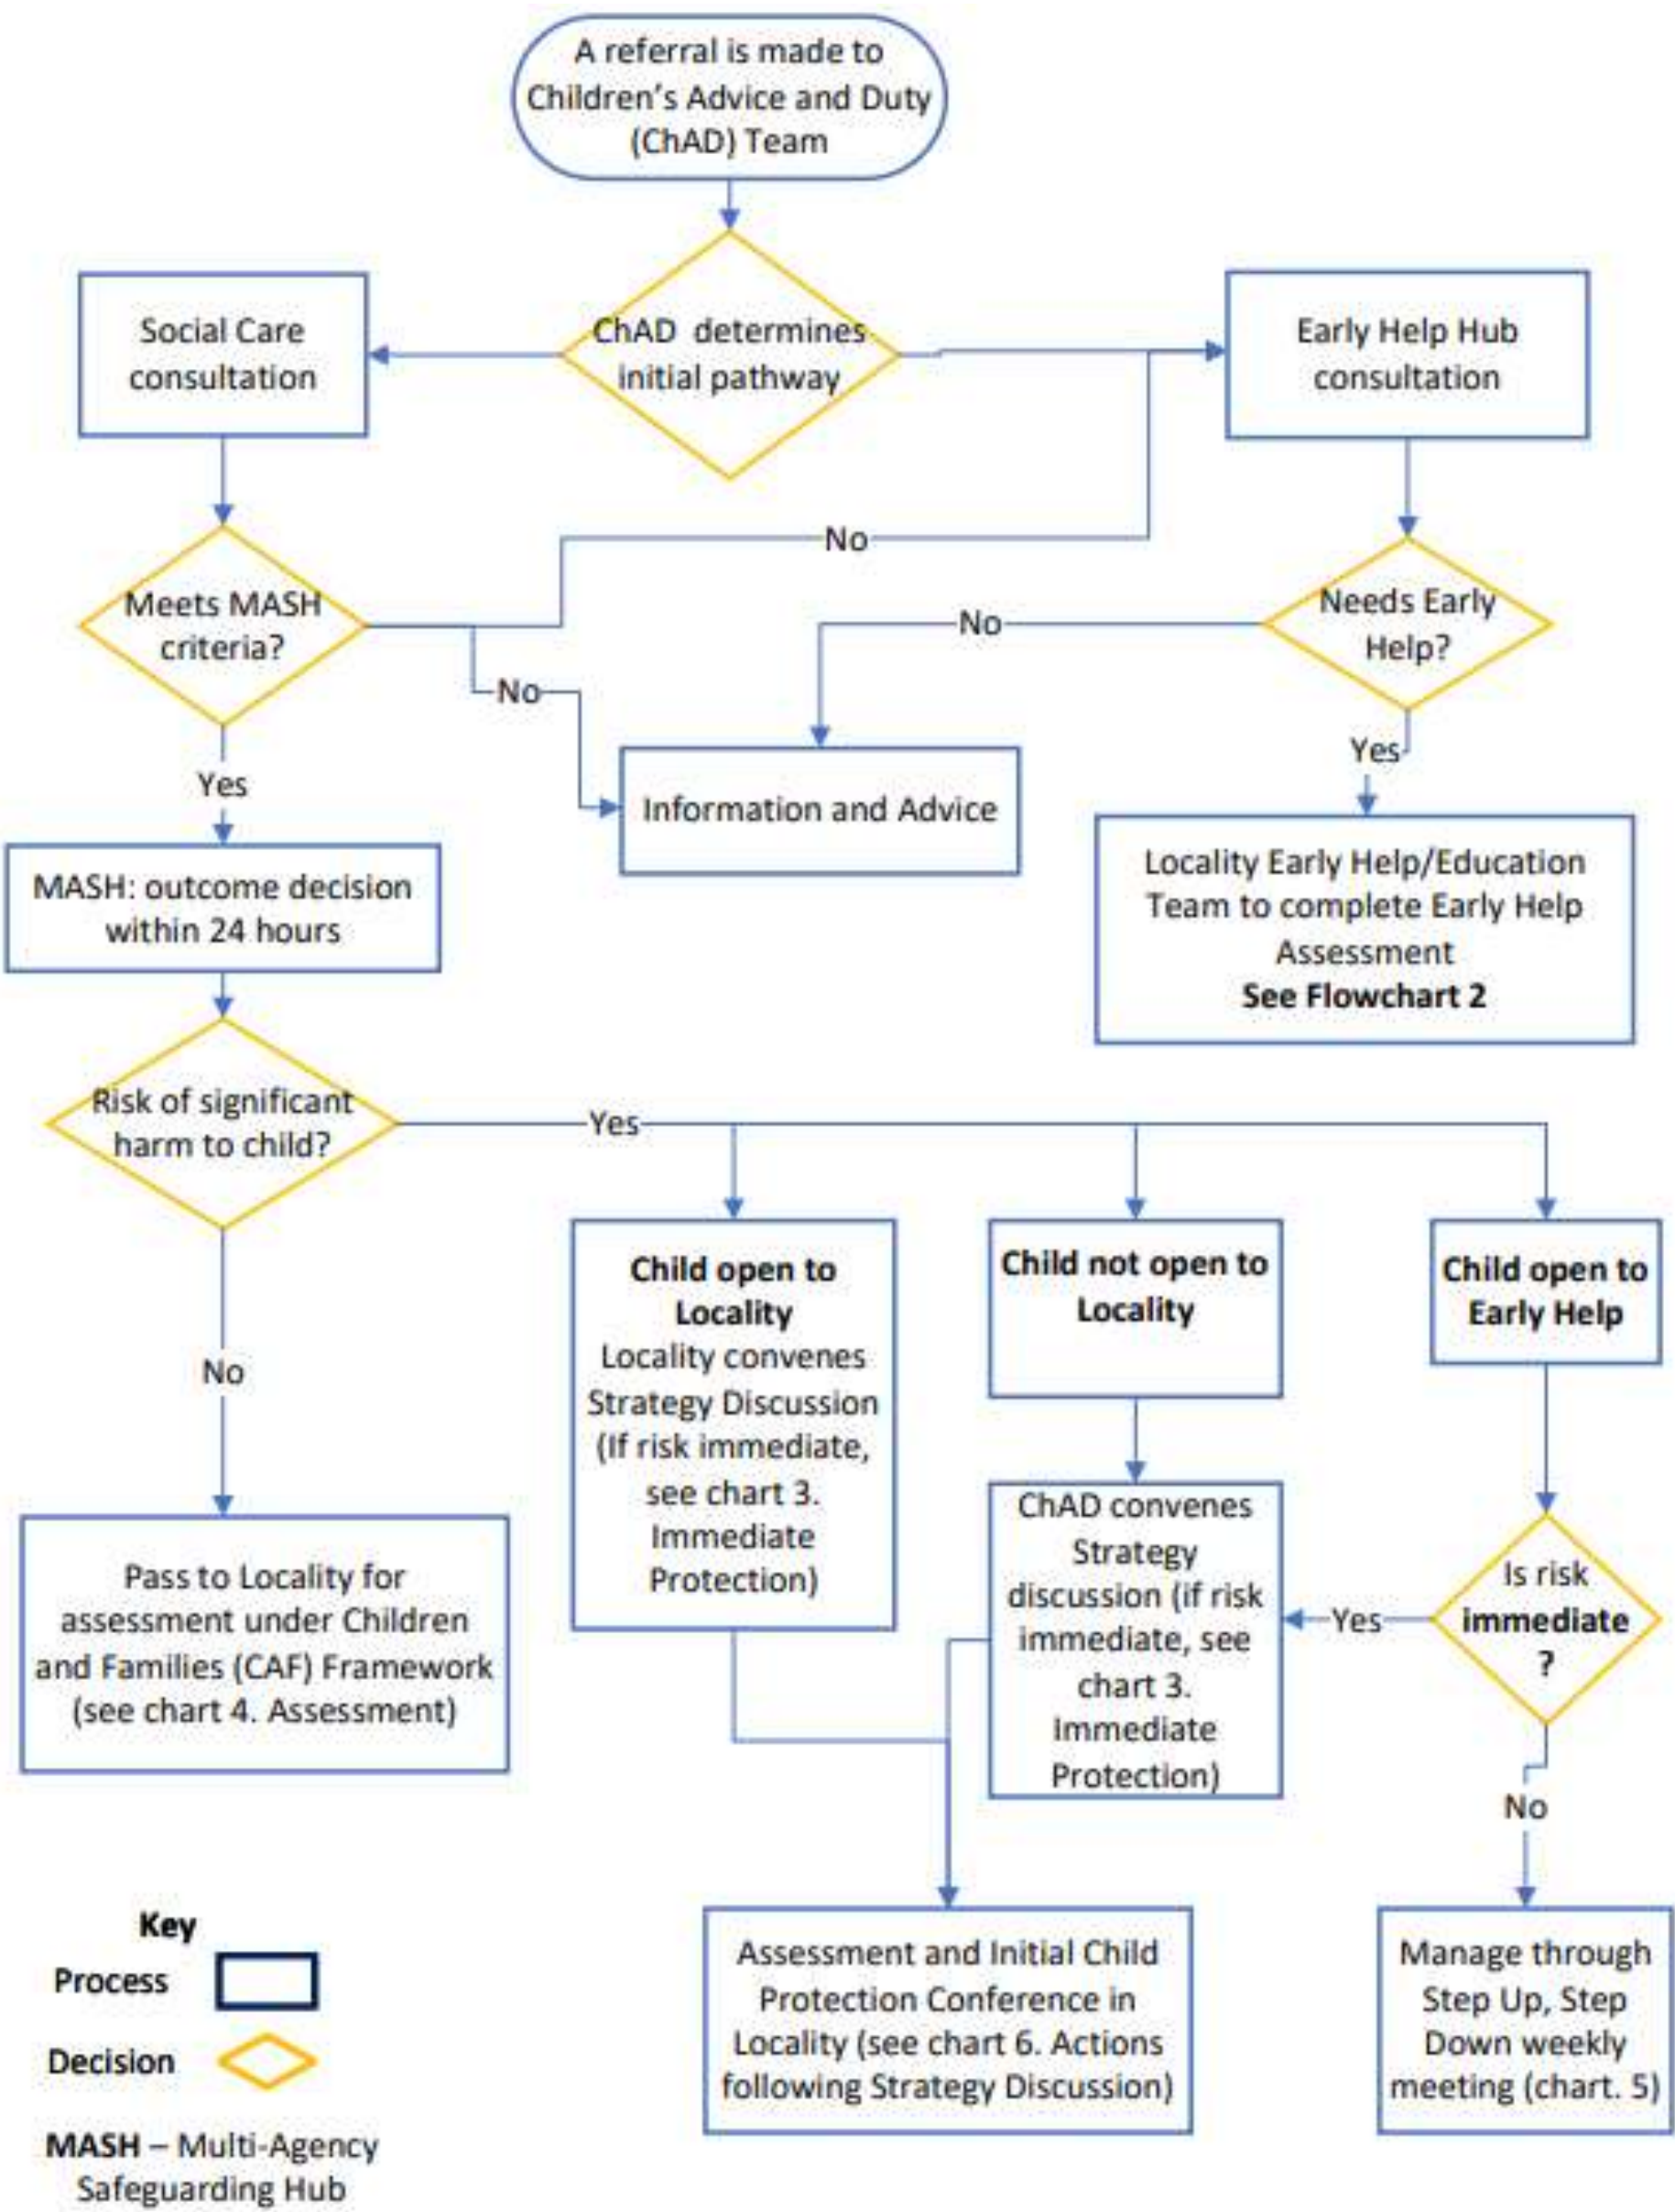 A referral is made to
Children's Advice and Duty
(ChAD) Team
Social Care
consultation
ChAD determines
initial pathway
Early Help Hub
consultation
No
Meets MASH
criteria?
No
Needs Early
Help?
No
Yes
Yes
Information and Advice
MASH: outcome decision
within 24 hours
Locality Early Help/Education
Team to complete Early Help
Assessment
See Flowchart 2
Risk of significant
harm to child?
Yes
No
Child open to
Locality
Locality convenes
Strategy Discussion
(If risk immediate,
see chart 3.
Immediate
Protection)
Child not open to
Locality
Child open to
Early Help
ChAD convenes
Strategy
discussion (if risk
immediate, see
chart 3.
Immediate
Protection)
Yes
Is risk
immediate
?
No
Pass to Locality for
assessment under Children
and Families (CAF) Framework
(see chart 4. Assessment)
Assessment and Initial Child
Protection Conference in
Locality (see chart 6. Actions
following Strategy Discussion)
Manage through
Step Up, Step
Down weekly
meeting (chart. 5)
Key
Process
Decision
MASH – Multi-Agency
Safeguarding Hub